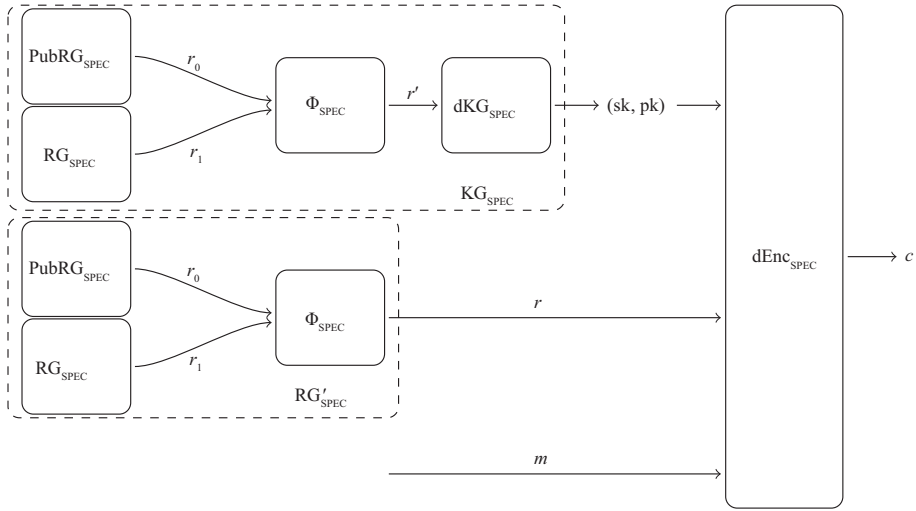 PubRG_SPEC
r_0
Φ_SPEC
r′
dKG_SPEC
(sk, pk)
RG_SPEC
r_1
KG_SPEC
PubRG_SPEC
r_0
Φ_SPEC
r
RG_SPEC
r_1
RG′_SPEC
m
dEnc_SPEC
c